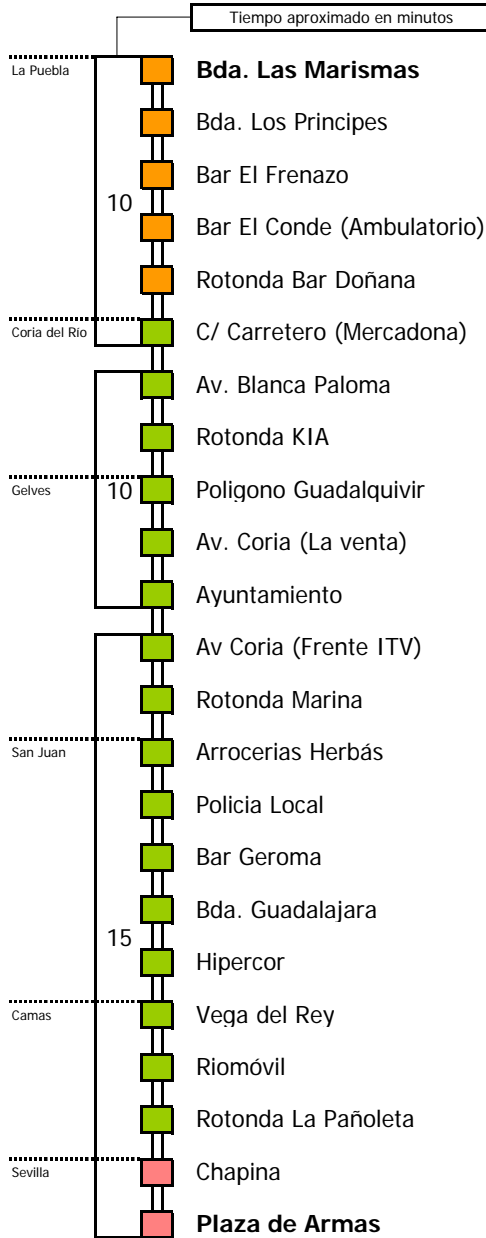 Tiempo aproximado en minutos
La Puebla
Bda. Las Marismas
Bda. Los Principes
Bar El Frenazo
10
Bar El Conde (Ambulatorio)
Rotonda Bar Doñana
Coria del Río
C/ Carretero (Mercadona)
Av. Blanca Paloma
Rotonda KIA
Gelves
10
Poligono Guadalquivir
Av. Coria (La venta)
Ayuntamiento
Av Coria (Frente ITV)
Rotonda Marina
San Juan
Arrocerias Herbás
Policia Local
Bar Geroma
Bda. Guadalajara
15
Hipercor
Camas
Vega del Rey
Riomóvil
Rotonda La Pañoleta
Sevilla
Chapina
Plaza de Armas